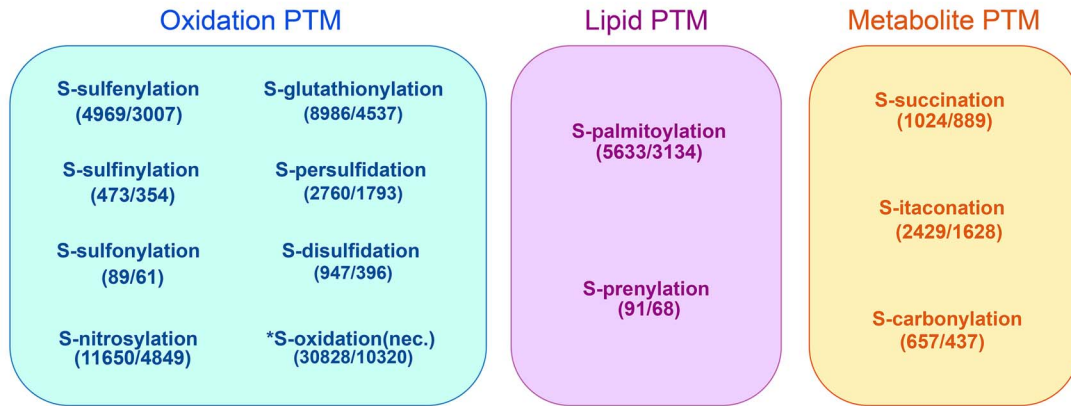 Oxidation PTM
S-sulfenylation
(4969/3007)
S-glutathionylation
(8986/4537)
S-sulfinylation
(473/354)
S-persulfidation
(2760/1793)
S-sulfonylation
(89/61)
S-disulfidation
(947/396)
S-nitrosylation
(11650/4849)
*S-oxidation(nec.)
(30828/10320)
Lipid PTM
S-palmitoylation
(5633/3134)
S-prenylation
(91/68)
Metabolite PTM
S-succination
(1024/889)
S-itaconation
(2429/1628)
S-carbonylation
(657/437)